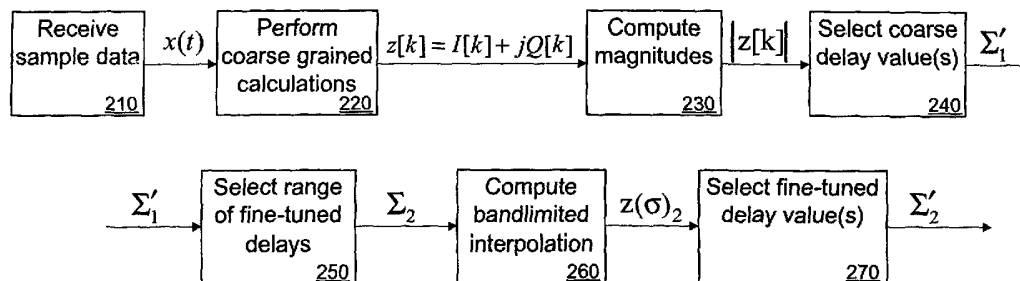 Receive
sample data
210
x(t)
Perform
coarse grained
calculations
220
z[k] = I[k] + jQ[k]
Compute
magnitudes
230
|z[k]|
Select coarse
delay value(s)
240
Σ′₁
Σ′₁
Select range
of fine-tuned
delays
250
Σ₂
Compute
bandlimited
interpolation
260
z(σ)₂
Select fine-tuned
delay value(s)
270
Σ′₂